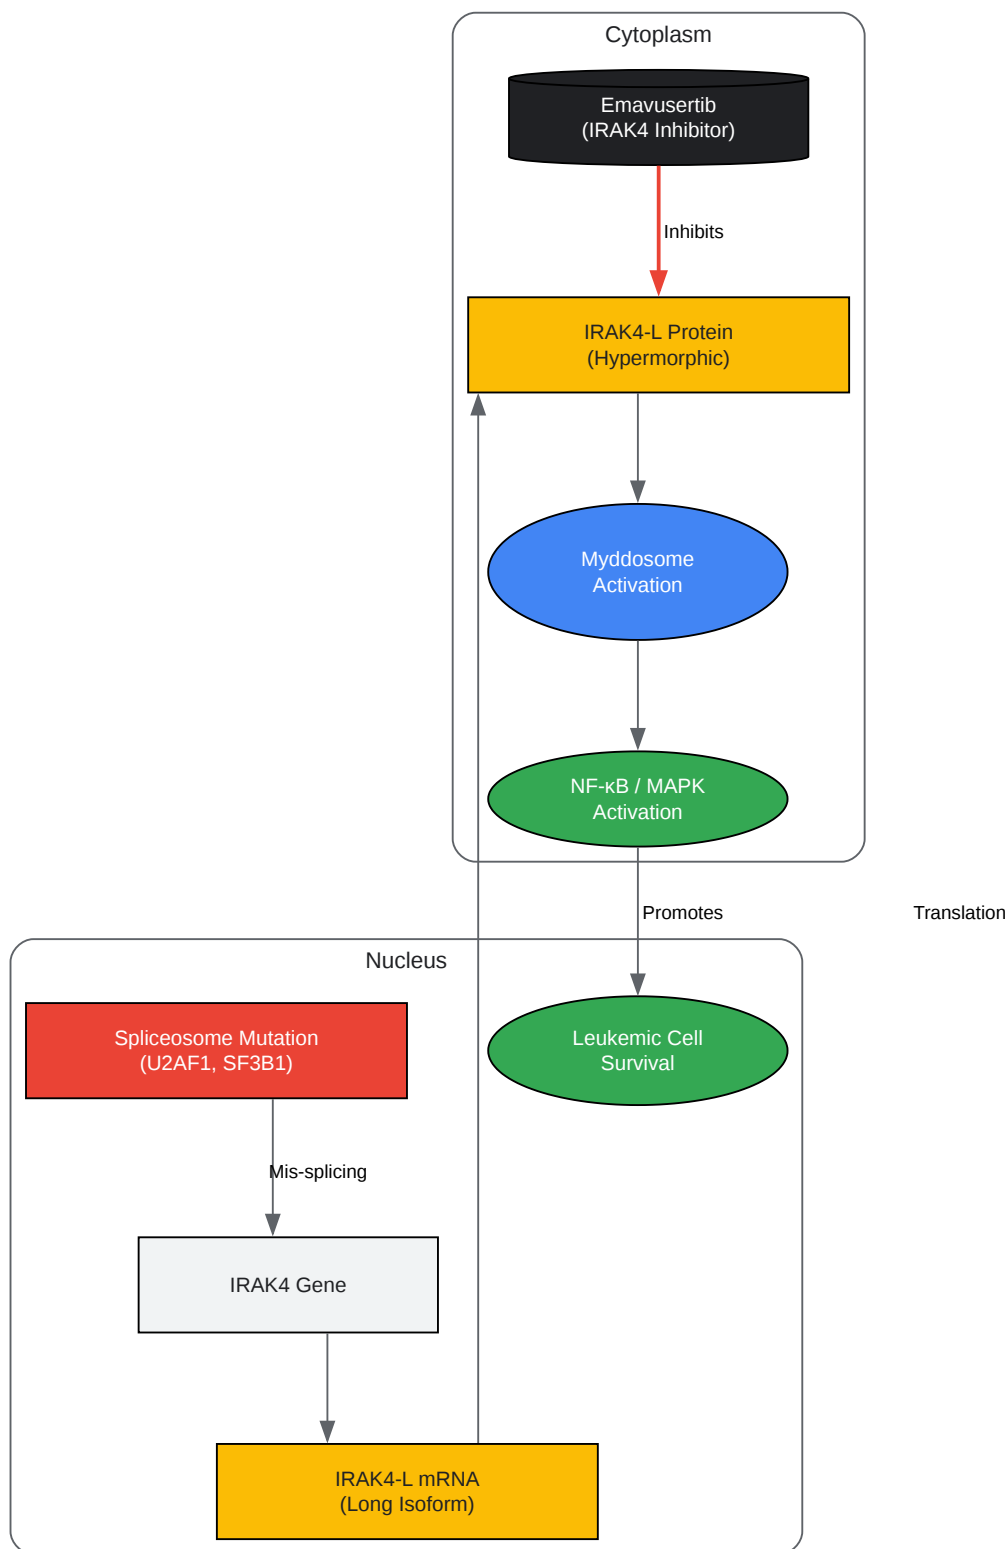 Cytoplasm
Emavusertib
(IRAK4 Inhibitor)
Inhibits
IRAK4-L Protein
(Hypermorphic)
Myddosome
Activation
NF-κB / MAPK
Activation
Promotes
Translation
Nucleus
Spliceosome Mutation
(U2AF1, SF3B1)
Leukemic Cell
Survival
Mis-splicing
IRAK4 Gene
IRAK4-L mRNA
(Long Isoform)